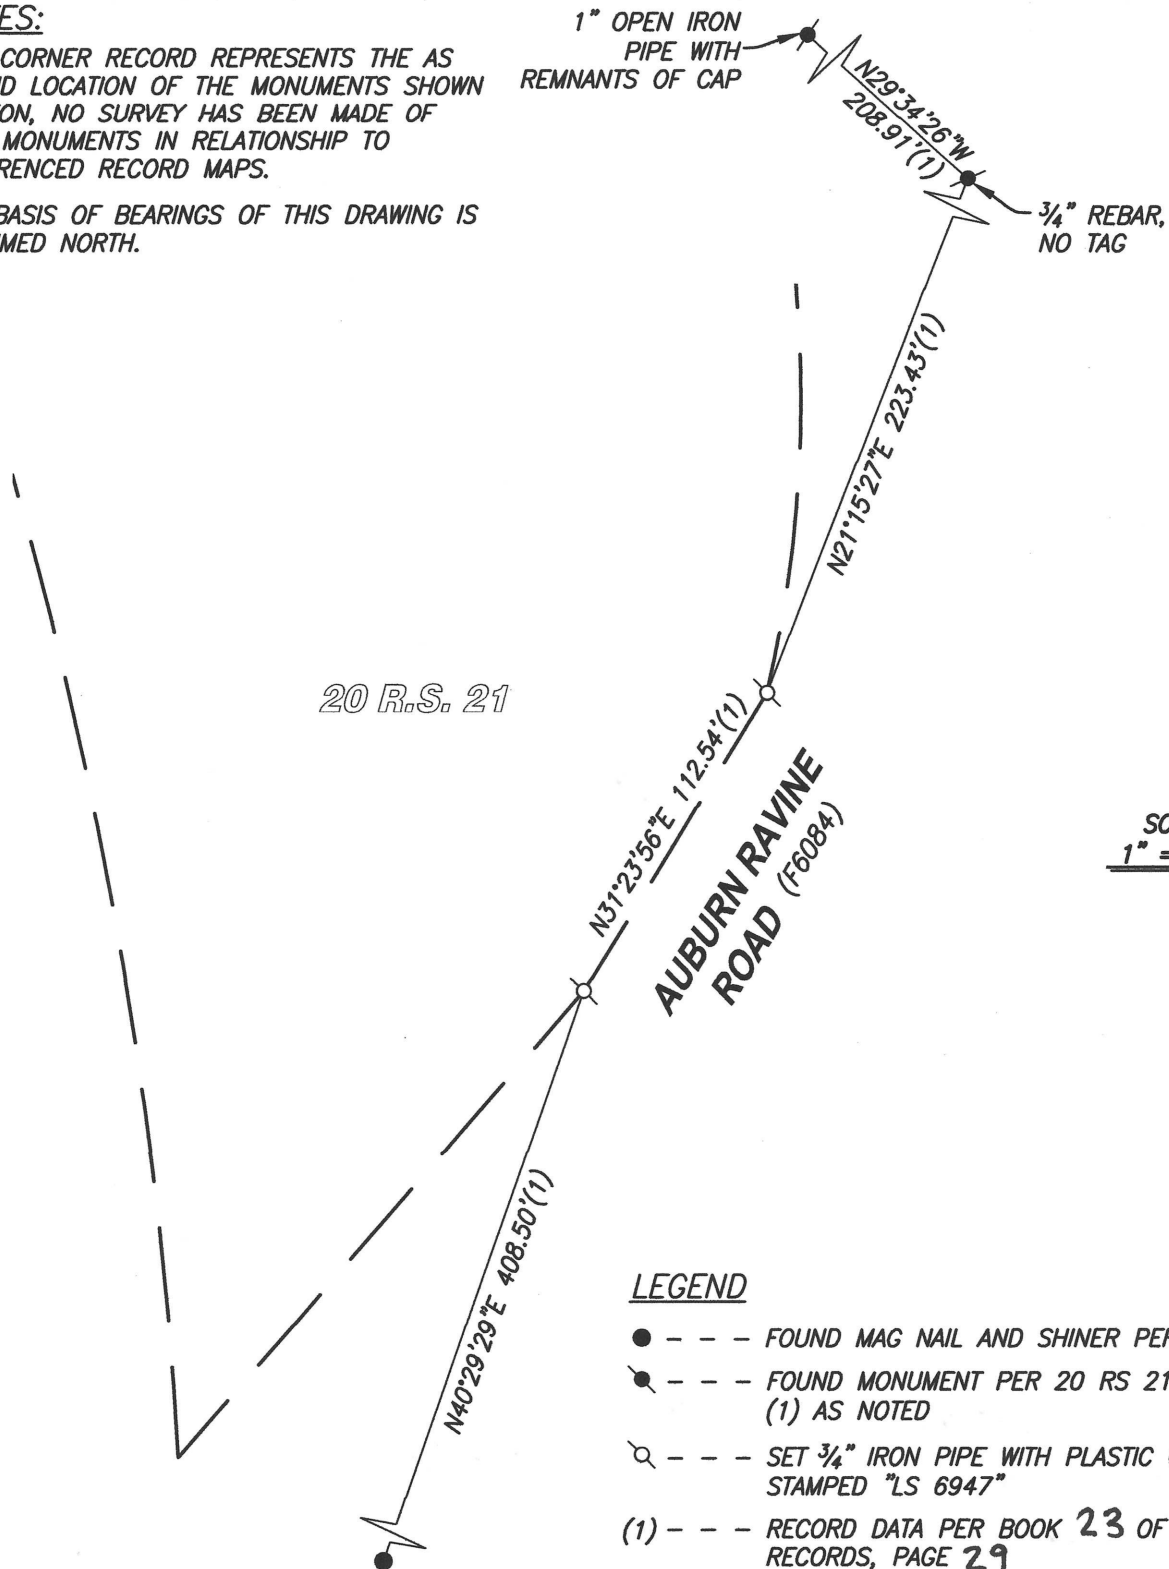 ES:
CORNER RECORD REPRESENTS THE AS
D LOCATION OF THE MONUMENTS SHOWN
ON, NO SURVEY HAS BEEN MADE OF
MONUMENTS IN RELATIONSHIP TO
RENCED RECORD MAPS.
BASIS OF BEARINGS OF THIS DRAWING IS
MED NORTH.
1" OPEN IRON
PIPE WITH
REMNANTS OF CAP
N29°34'26"W
208.91'(1)
3/4" REBAR,
NO TAG
N21°15'27"E 223.43'(1)
20 R.S. 21
N31°23'56"E 112.54'(1)
AUBURN RAVINE
ROAD (F6084)
SC
1" =
N40°29'29"E 408.50'(1)
LEGEND
● - - - FOUND MAG NAIL AND SHINER PER
- - - FOUND MONUMENT PER 20 RS 21
(1) AS NOTED
- - - SET 3/4" IRON PIPE WITH PLASTIC
STAMPED "LS 6947"
(1) - - - RECORD DATA PER BOOK 23 OF
RECORDS, PAGE 29